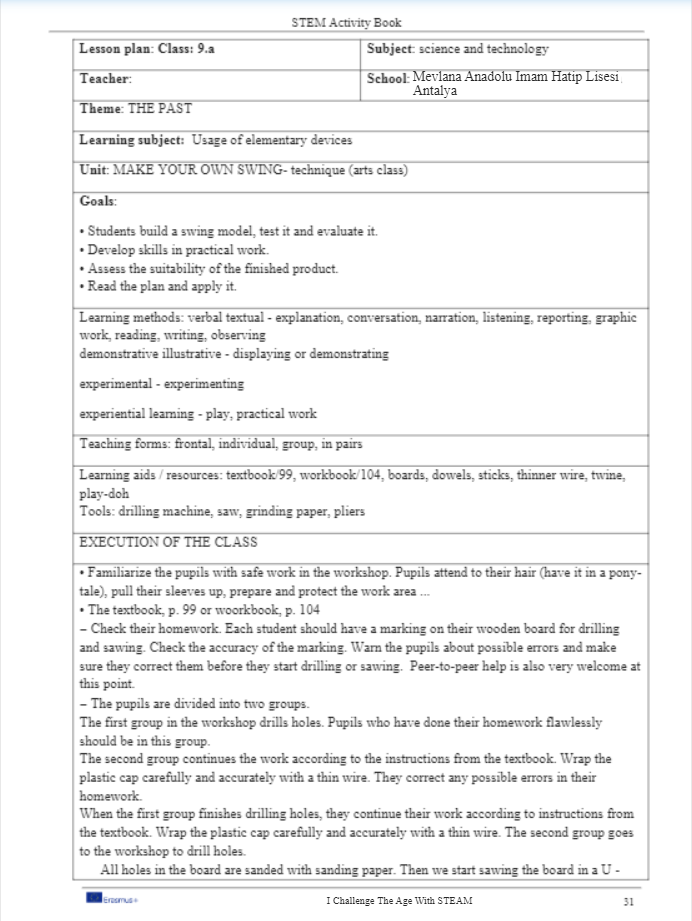 STEM Activity Book
Lesson plan: Class: 9.a
Subject: science and technology
Teacher:
School: Mevlana Anadolu Imam Hatip Lisesi,
Antalya
Theme: THE PAST
Learning subject: Usage of elementary devices
Unit: MAKE YOUR OWN SWING- technique (arts class)
Goals:
• Students build a swing model, test it and evaluate it.
• Develop skills in practical work.
• Assess the suitability of the finished product.
• Read the plan and apply it.
Learning methods: verbal textual - explanation, conversation, narration, listening, reporting, graphic
work, reading, writing, observing
demonstrative illustrative - displaying or demonstrating
experimental - experimenting
experiential learning - play, practical work
Teaching forms: frontal, individual, group, in pairs
Learning aids / resources: textbook/99, workbook/104, boards, dowels, sticks, thinner wire, twine,
play-doh
Tools: drilling machine, saw, grinding paper, pliers
EXECUTION OF THE CLASS
• Familiarize the pupils with safe work in the workshop. Pupils attend to their hair (have it in a pony-
tale), pull their sleeves up, prepare and protect the work area ...
• The textbook, p. 99 or woorkbook, p. 104
– Check their homework. Each student should have a marking on their wooden board for drilling
and sawing. Check the accuracy of the marking. Warn the pupils about possible errors and make
sure they correct them before they start drilling or sawing. Peer-to-peer help is also very welcome at
this point.
– The pupils are divided into two groups.
The first group in the workshop drills holes. Pupils who have done their homework flawlessly
should be in this group.
The second group continues the work according to the instructions from the textbook. Wrap the
plastic cap carefully and accurately with a thin wire. They correct any possible errors in their
homework.
When the first group finishes drilling holes, they continue their work according to instructions from
the textbook. Wrap the plastic cap carefully and accurately with a thin wire. The second group goes
to the workshop to drill holes.
All holes in the board are sanded with sanding paper. Then we start sawing the board in a U -
Erasmus+
I Challenge The Age With STEAM
31